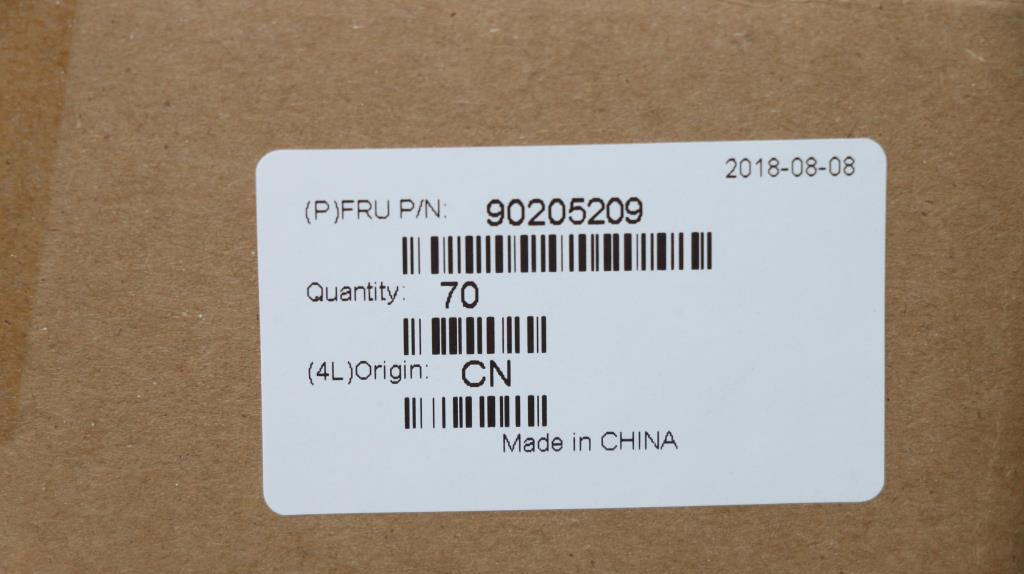 2018-08-08
(P)FRU P/N: 90205209
Quantity: 70
(4L)Origin: CN
Made in CHINA